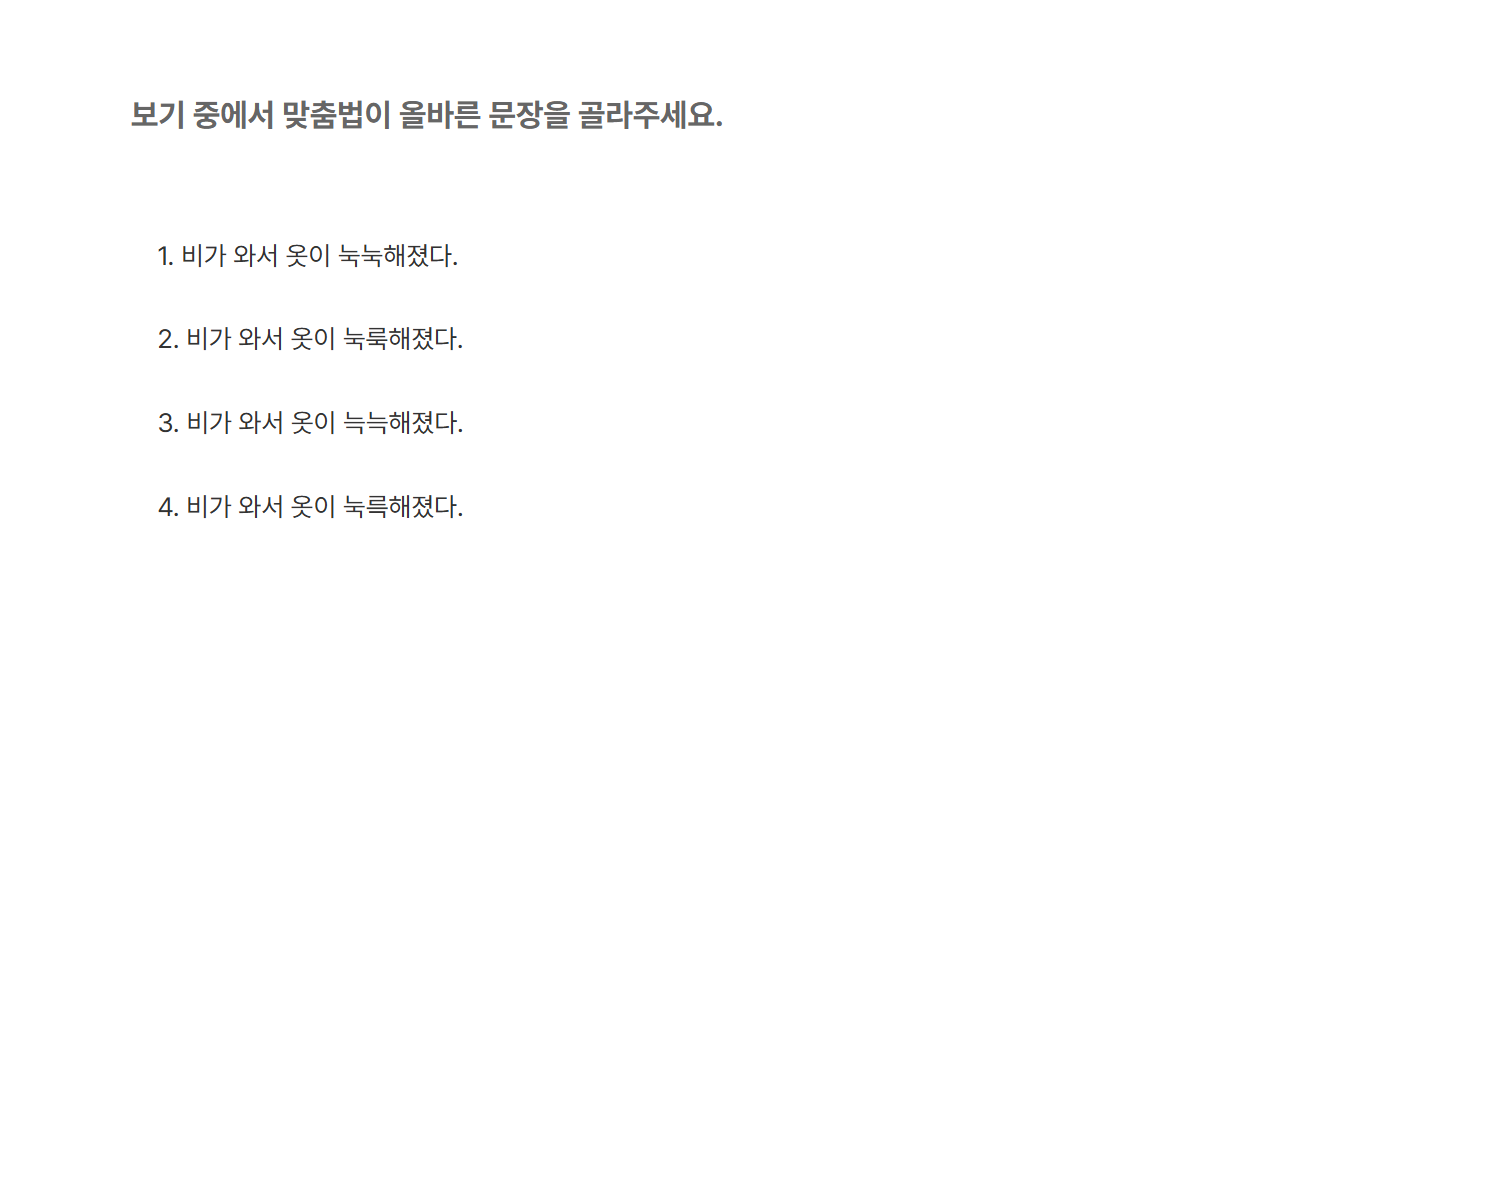 보기 중에서 맞춤법이 올바른 문장을 골라주세요.
1. 비가 와서 옷이 눅눅해졌다.
2. 비가 와서 옷이 눅룩해졌다.
3. 비가 와서 옷이 늑늑해졌다.
4. 비가 와서 옷이 눅륵해졌다.